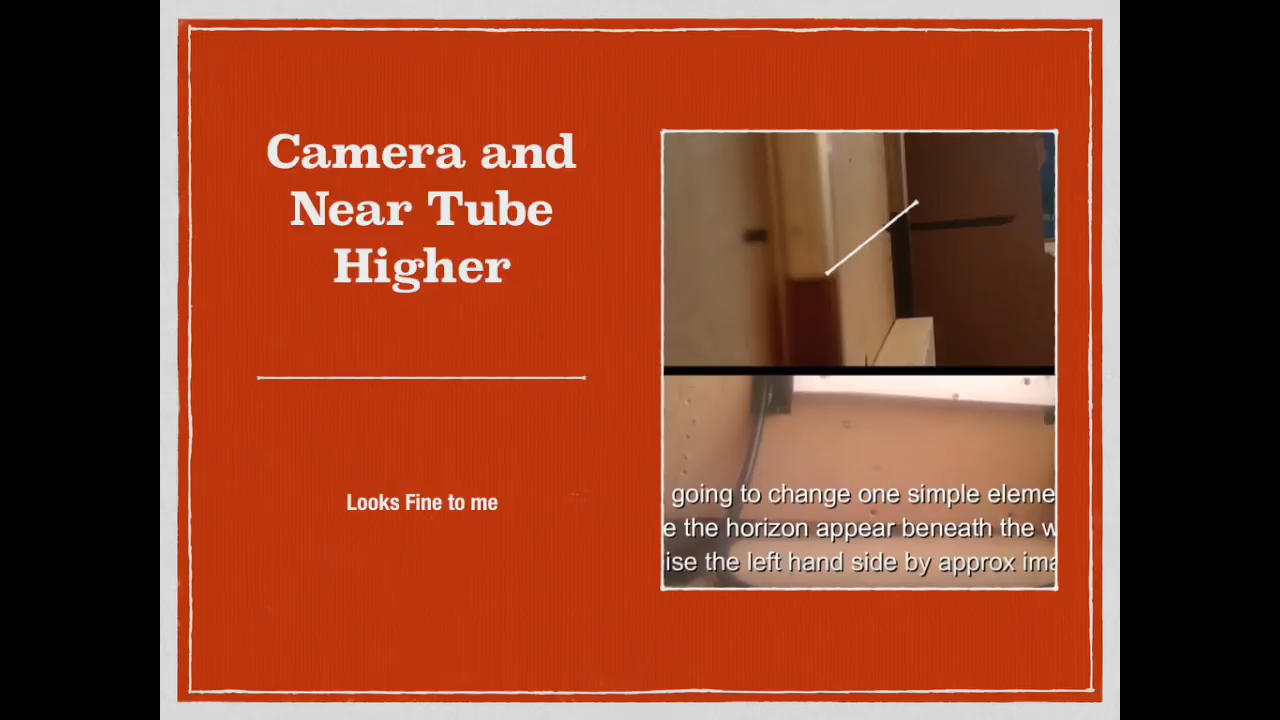 Camera and
Near Tube
Higher
Looks Fine to me
going to change one simple eleme
e the horizon appear beneath the w
ise the left hand side by approx ima